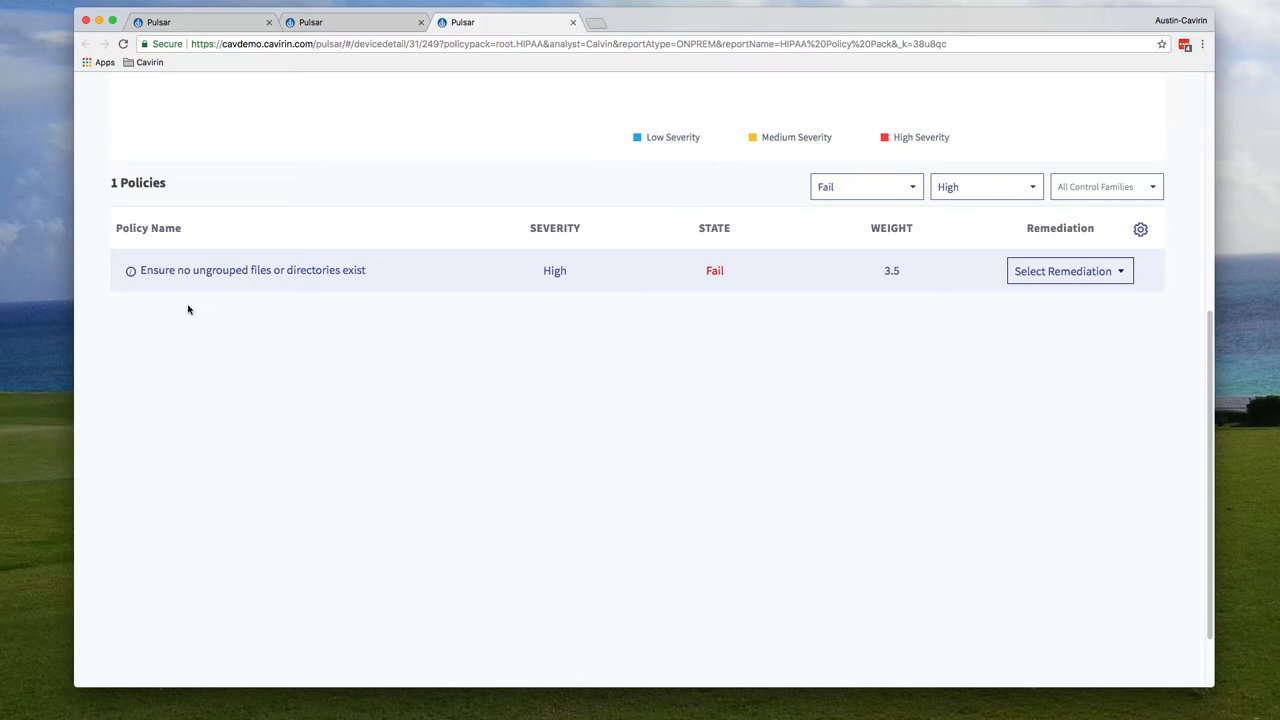 Pulsar
Pulsar
Pulsar
Austin-Cavirin
Secure https://cavdemo.cavirin.com/pulsar/#/devicedetail/31/249?policypack=root.HIPAA&analyst=Calvin&reportAtype=ONPREM&reportName=HIPAA%20Policy%20Pack&_k=38u8qc
Apps Cavirin
Low Severity Medium Severity High Severity
1 Policies
Fail High All Control Families
Policy Name SEVERITY STATE WEIGHT Remediation
Ensure no ungrouped files or directories exist High Fail 3.5 Select Remediation